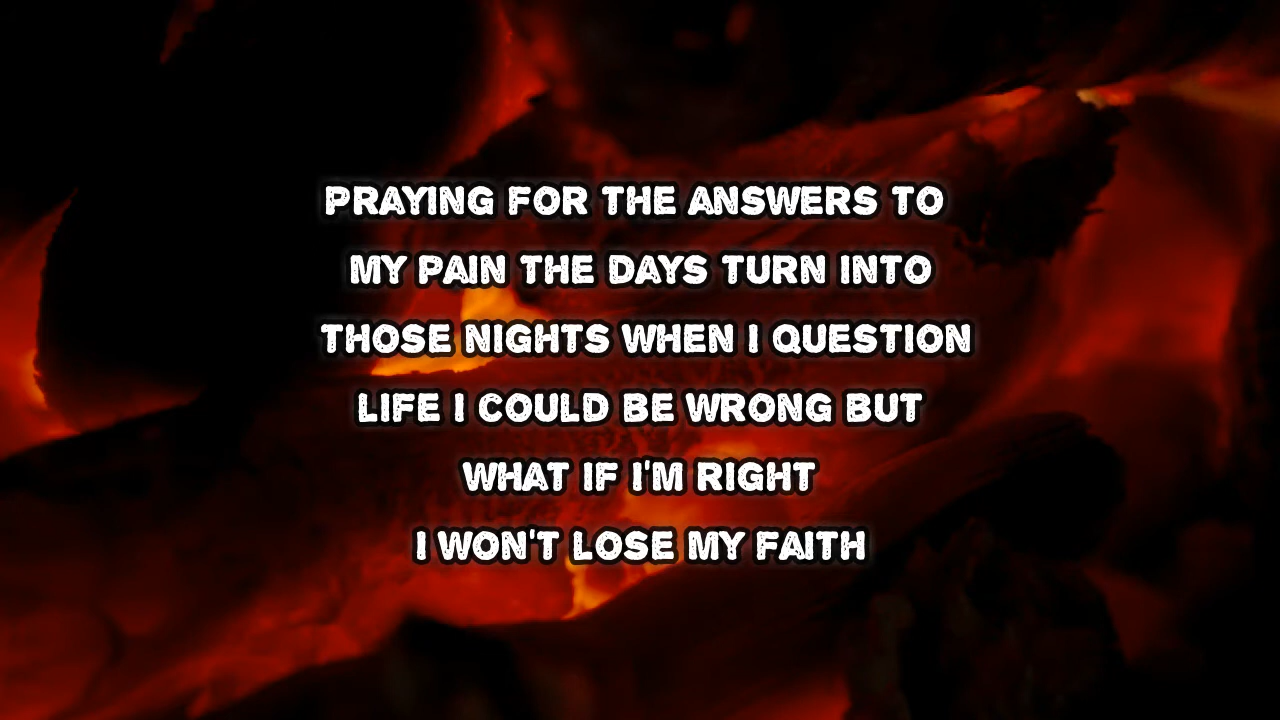 PRAYING FOR THE ANSWERS TO
MY PAIN THE DAYS TURN INTO
THOSE NIGHTS WHEN I QUESTION
LIFE I COULD BE WRONG BUT
WHAT IF I'M RIGHT
I WON'T LOSE MY FAITH